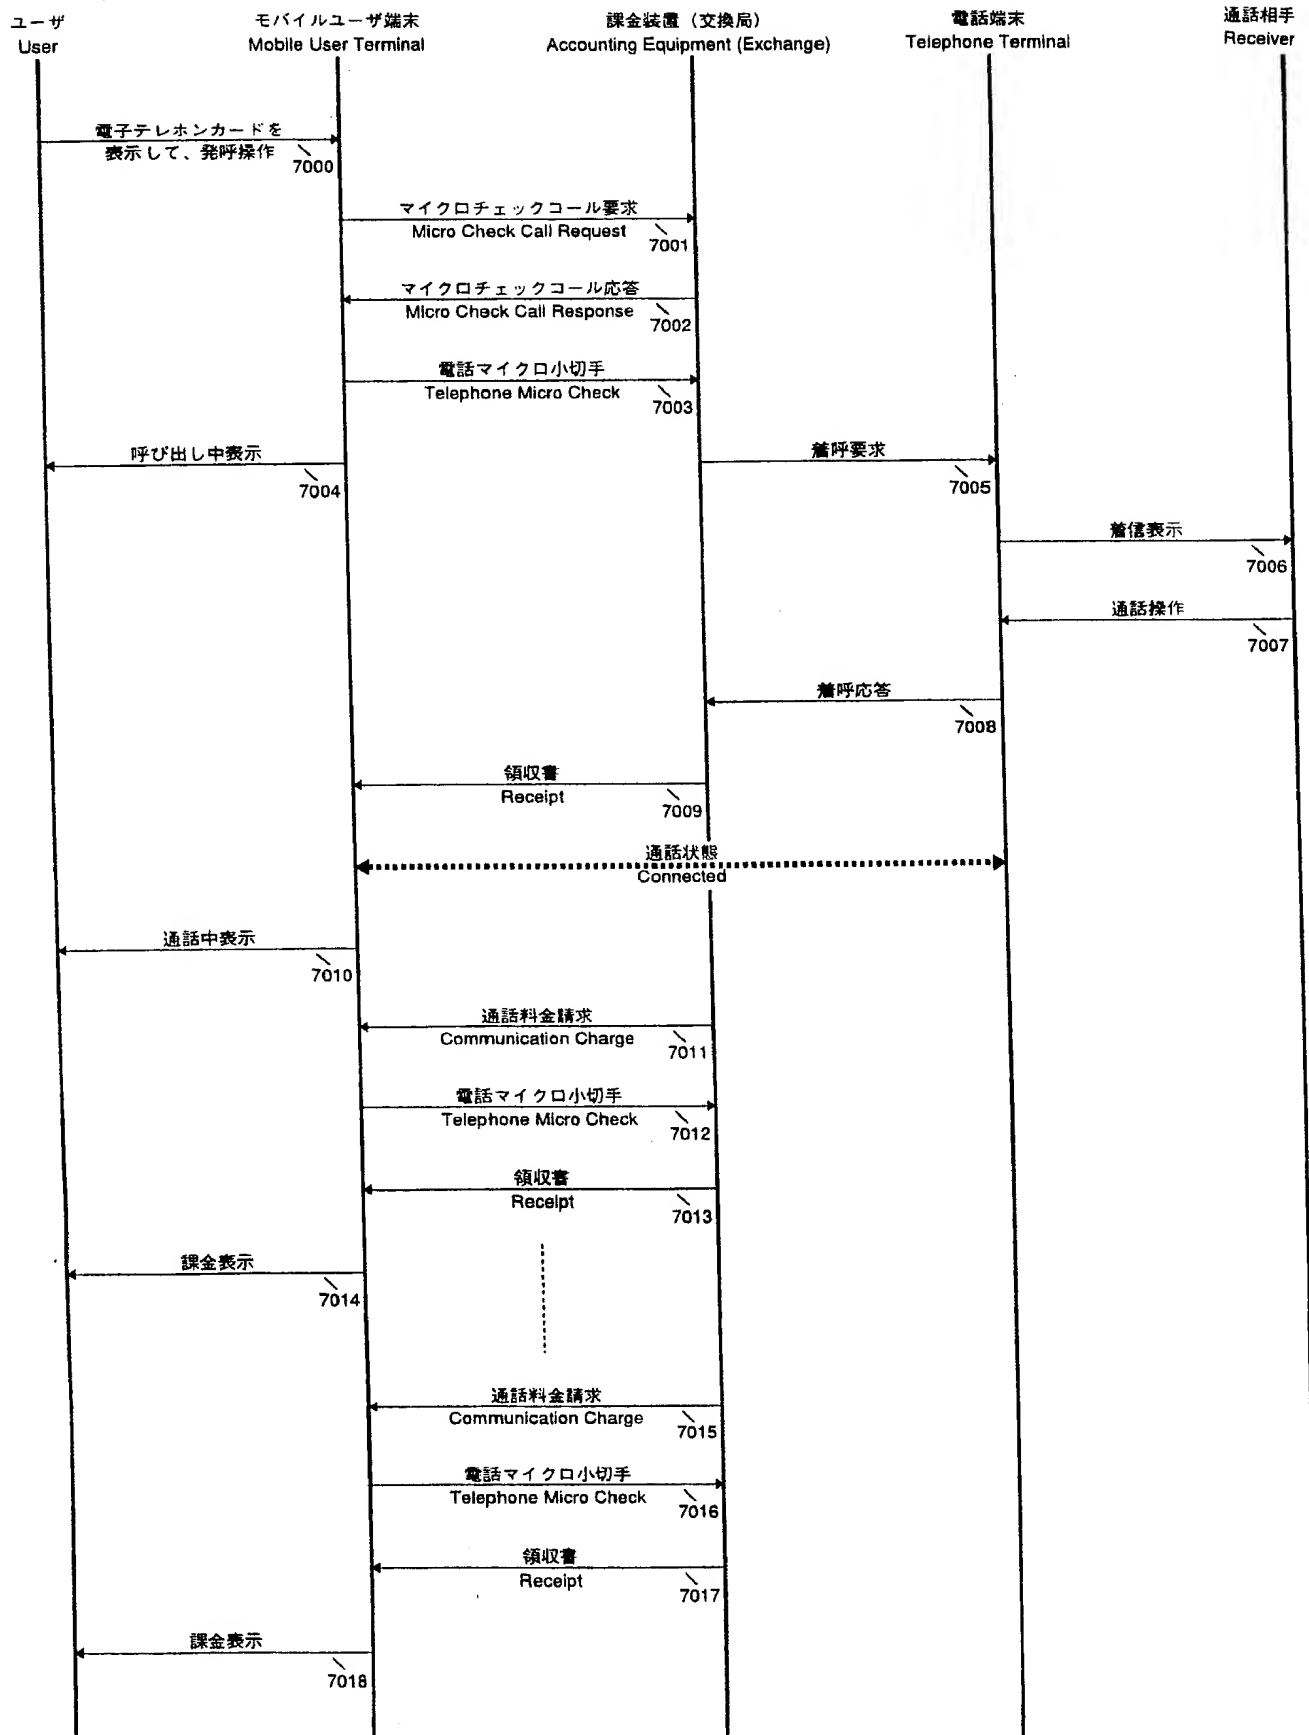 ユーザ
User
モバイルユーザ端末
Mobile User Terminal
課金装置（交換局）
Accounting Equipment (Exchange)
電話端末
Telephone Terminal
通話相手
Receiver
電子テレホンカードを
表示して、発呼操作
7000
マイクロチェックコール要求
Micro Check Call Request
7001
マイクロチェックコール応答
Micro Check Call Response
7002
電話マイクロ小切手
Telephone Micro Check
7003
呼び出し中表示
7004
着呼要求
7005
着信表示
7006
通話操作
7007
着呼応答
7008
領収書
Receipt
7009
通話状態
Connected
通話中表示
7010
通話料金請求
Communication Charge
7011
電話マイクロ小切手
Telephone Micro Check
7012
領収書
Receipt
7013
課金表示
7014
通話料金請求
Communication Charge
7015
電話マイクロ小切手
Telephone Micro Check
7016
領収書
Receipt
7017
課金表示
7018